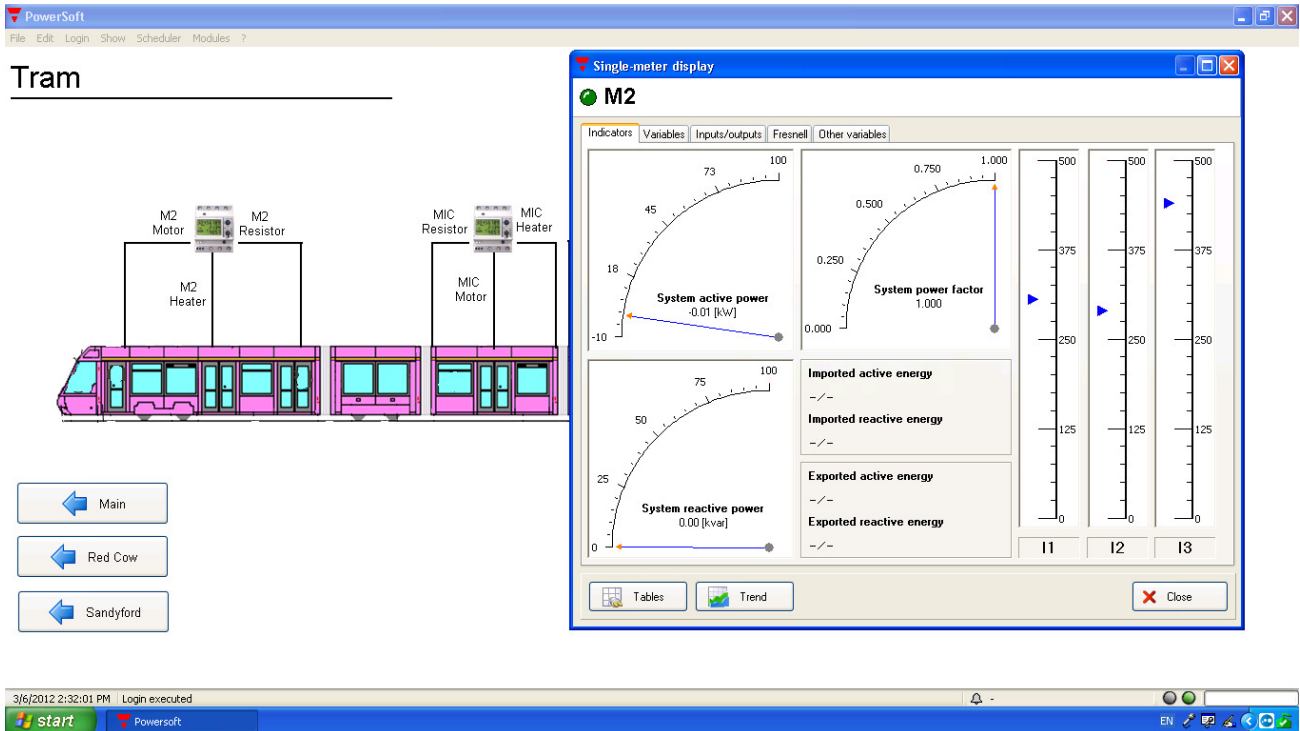 PowerSoft
File Edit Login Show Scheduler Modules ?
Tram
M2 Motor
M2 Resistor
M2 Heater
MIC Resistor
MIC Heater
MIC Motor
Main
Red Cow
Sandyford
Single-meter display
M2
Indicators Variables Inputs/outputs Fresnell Other variables
100
73
45
18
-10
System active power
-0.01 [kW]
1.000
0.750
0.500
0.250
0.000
System power factor
1.000
100
75
50
25
0
System reactive power
0.00 [kvar]
Imported active energy
-/-
Imported reactive energy
-/-
Exported active energy
-/-
Exported reactive energy
-/-
500 500 500
375 375 375
250 250 250
125 125 125
0 0 0
I1 I2 I3
Tables Trend Close
3/6/2012 2:32:01 PM Login executed -
start Powersoft EN